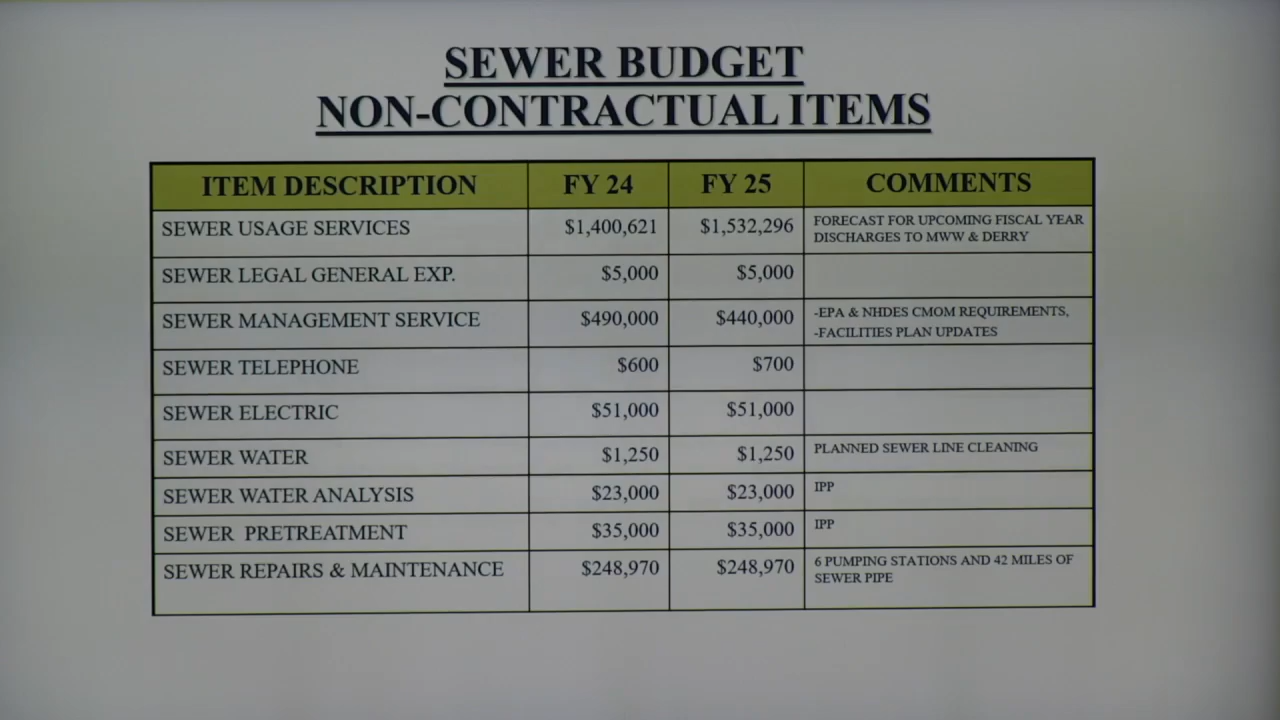 SEWER BUDGET
NON-CONTRACTUAL ITEMS
ITEM DESCRIPTION FY 24 FY 25 COMMENTS
SEWER USAGE SERVICES $1,400,621 $1,532,296 FORECAST FOR UPCOMING FISCAL YEAR
DISCHARGES TO MWW & DERRY
SEWER LEGAL GENERAL EXP. $5,000 $5,000
SEWER MANAGEMENT SERVICE $490,000 $440,000 -EPA & NHDES CMOM REQUIREMENTS,
-FACILITIES PLAN UPDATES
SEWER TELEPHONE $600 $700
SEWER ELECTRIC $51,000 $51,000
SEWER WATER $1,250 $1,250 PLANNED SEWER LINE CLEANING
SEWER WATER ANALYSIS $23,000 $23,000 IPP
SEWER PRETREATMENT $35,000 $35,000 IPP
SEWER REPAIRS & MAINTENANCE $248,970 $248,970 6 PUMPING STATIONS AND 42 MILES OF
SEWER PIPE